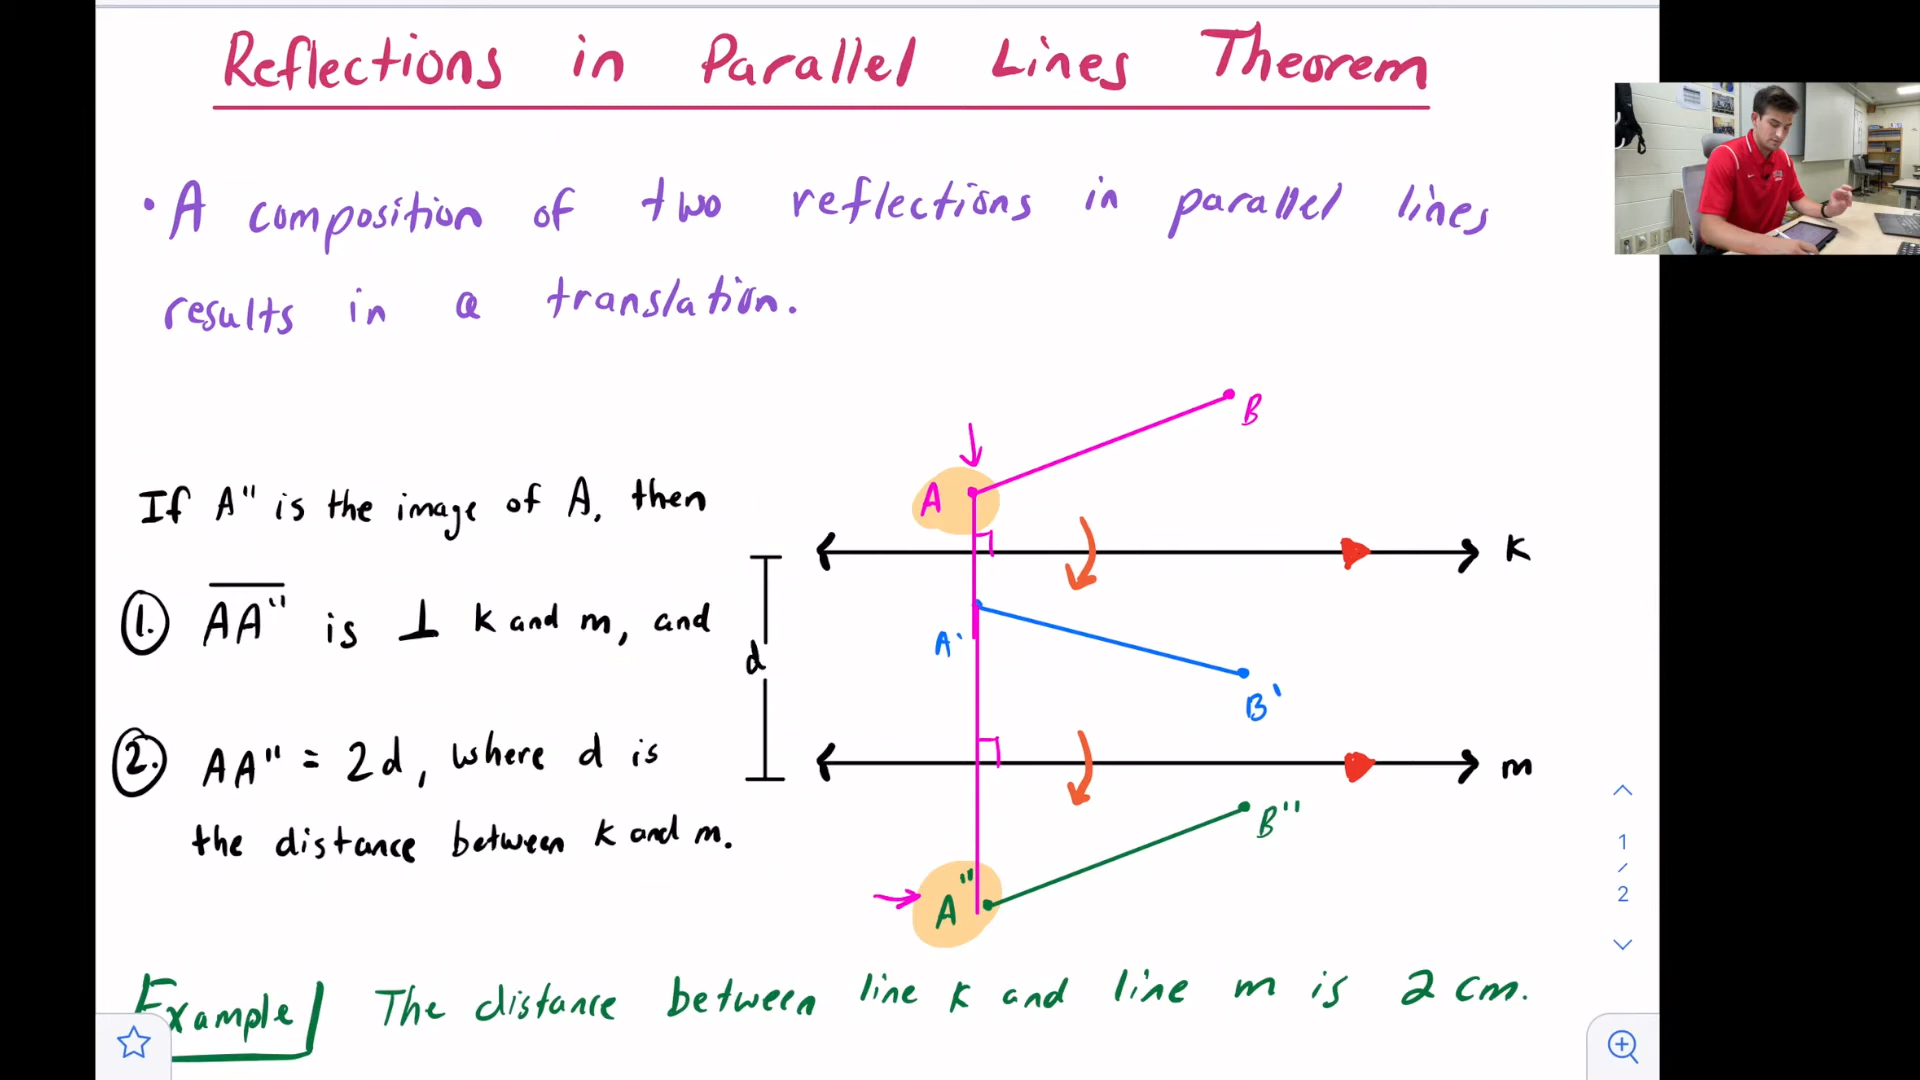 Reflections in Parallel Lines Theorem
• A composition of two reflections in parallel lines
results in a translation.
If A" is the image of A, then
1. AA" is ⊥ k and m, and
2. AA" = 2d, where d is
the distance between k and m.
B
A
k
d
A'
B'
m
B"
A"
1
/
2
Example The distance between line k and line m is 2 cm.